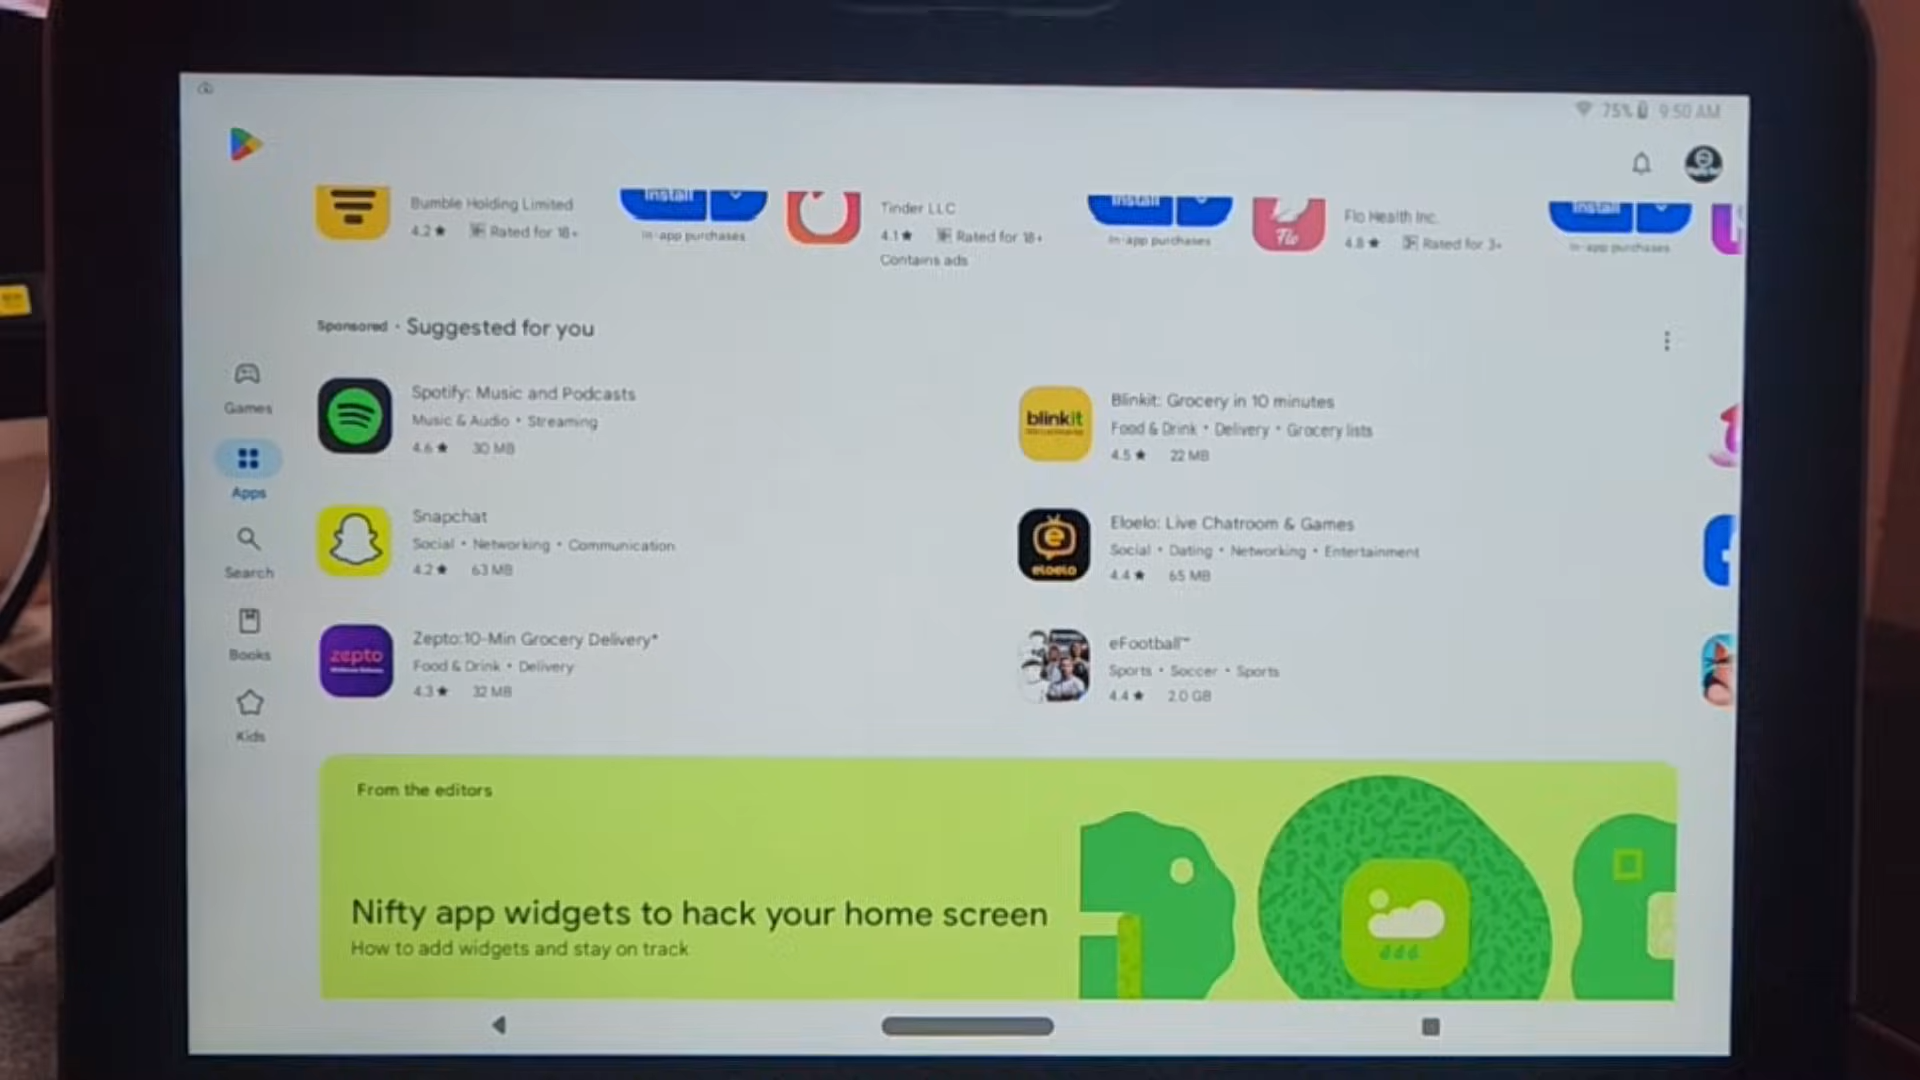 75% 9:50 AM
Bumble Holding Limited
4.2★ Rated for 18+
Install
In-app purchases
Tinder LLC
4.1★ Rated for 18+
Contains ads
Install
In-app purchases
Flo
Flo Health Inc.
4.8★ Rated for 3+
Install
In-app purchases
Sponsored · Suggested for you
Games
Apps
Search
Books
Kids
Spotify: Music and Podcasts
Music & Audio • Streaming
4.6★ 30 MB
blinkit
Blinkit: Grocery in 10 minutes
Food & Drink • Delivery • Grocery lists
4.5★ 22 MB
Snapchat
Social • Networking • Communication
4.2★ 63 MB
eloelo
Eloelo: Live Chatroom & Games
Social • Dating • Networking • Entertainment
4.4★ 65 MB
zepto
Zepto:10-Min Grocery Delivery*
Food & Drink • Delivery
4.3★ 32 MB
eFootball™
Sports • Soccer • Sports
4.4★ 2.0 GB
From the editors
Nifty app widgets to hack your home screen
How to add widgets and stay on track